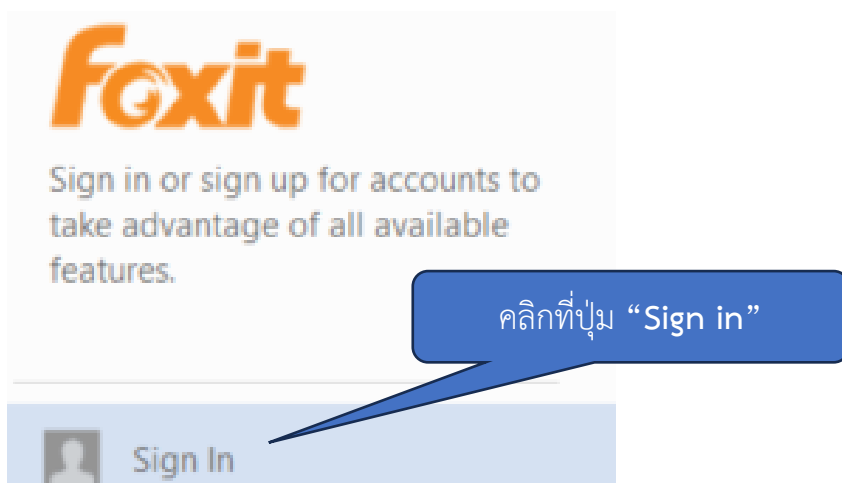 Foxit
Sign in or sign up for accounts to
take advantage of all available
features.
คลิกที่ปุ่ม “Sign in”
Sign In